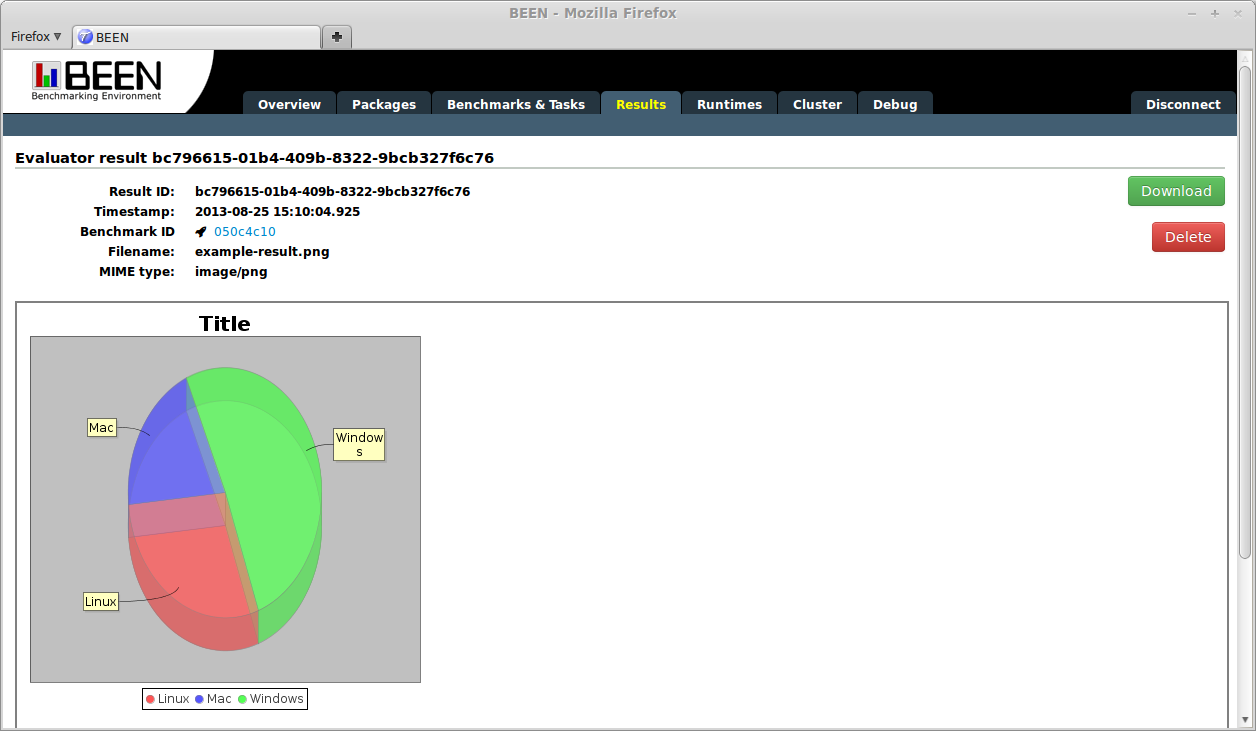 BEEN - Mozilla Firefox
Firefox
BEEN
BEEN
Benchmarking Environment
Overview Packages Benchmarks & Tasks Results Runtimes Cluster Debug Disconnect
Evaluator result bc796615-01b4-409b-8322-9bcb327f6c76
Result ID: bc796615-01b4-409b-8322-9bcb327f6c76
Download
Timestamp: 2013-08-25 15:10:04.925
Benchmark ID 050c4c10
Delete
Filename: example-result.png
MIME type: image/png
Title
Mac
Window
s
Linux
Linux Mac Windows